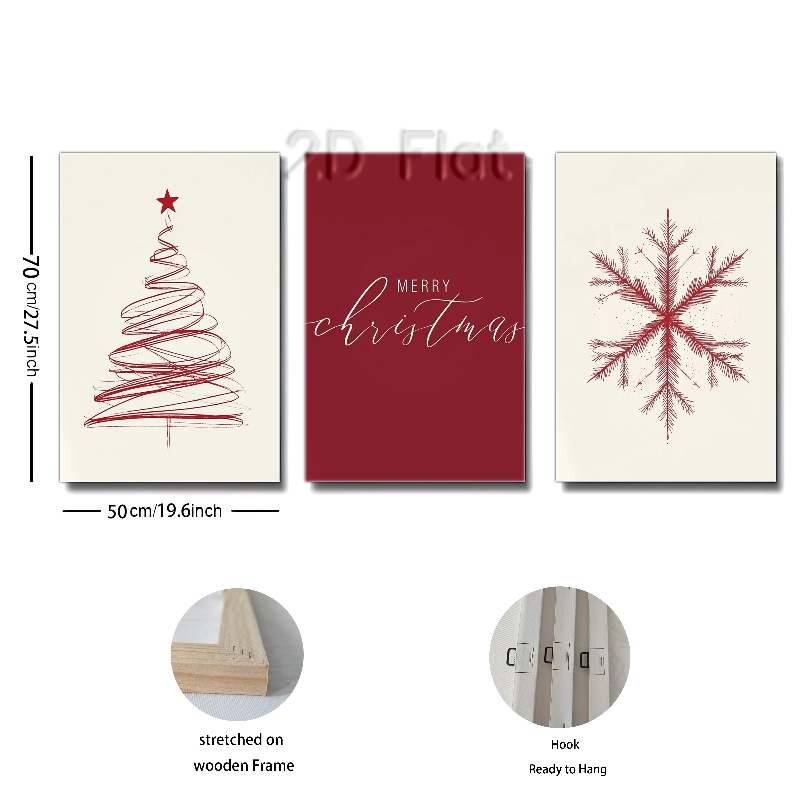 2D Flat
MERRY
christmas
70cm/27.5inch
50cm/19.6inch
stretched on
wooden Frame
Hook
Ready to Hang